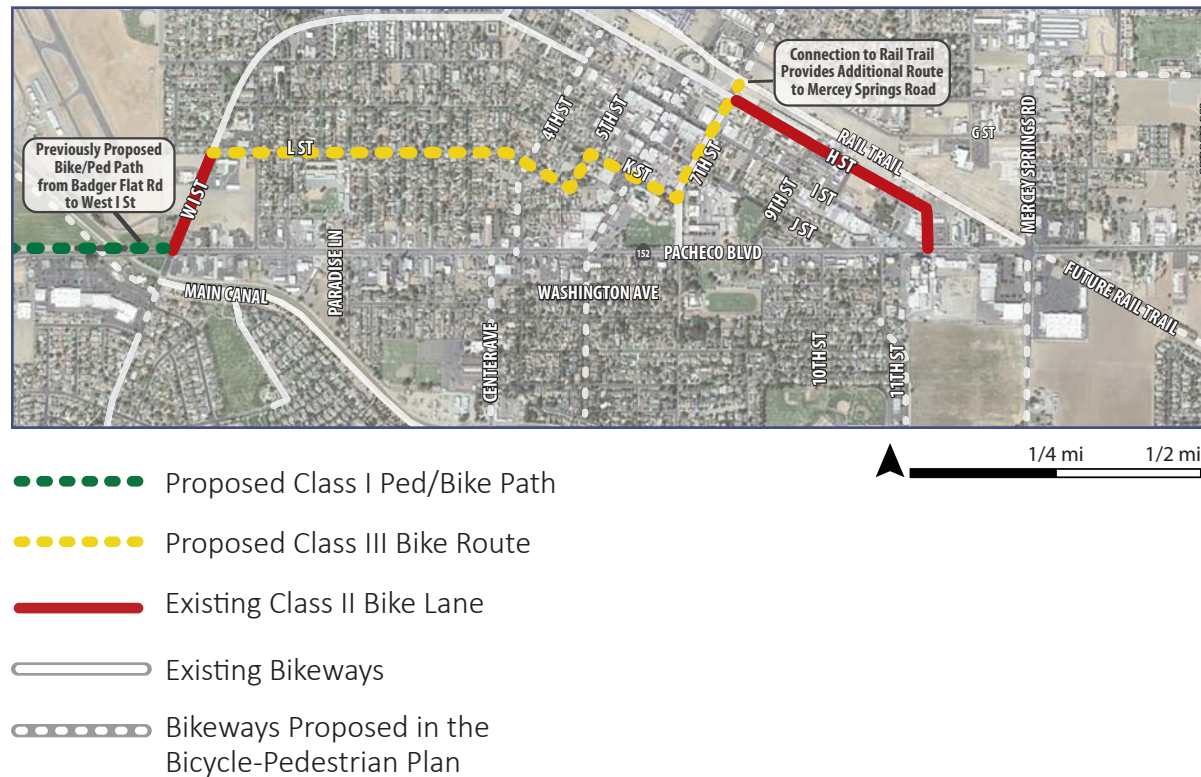 Connection to Rail Trail
Provides Additional Route
to Mercey Springs Road
Previously Proposed
Bike/Ped Path
from Badger Flat Rd
to West I St
W I ST
L ST
4TH ST
5TH ST
K ST
7TH ST
RAIL TRAIL
H ST
G ST
MERCEY SPRINGS RD
9TH ST
I ST
J ST
152
PACHECO BLVD
MAIN CANAL
PARADISE LN
WASHINGTON AVE
CENTER AVE
10TH ST
11TH ST
FUTURE RAIL TRAIL
1/4 mi
1/2 mi
Proposed Class I Ped/Bike Path
Proposed Class III Bike Route
Existing Class II Bike Lane
Existing Bikeways
Bikeways Proposed in the
Bicycle-Pedestrian Plan